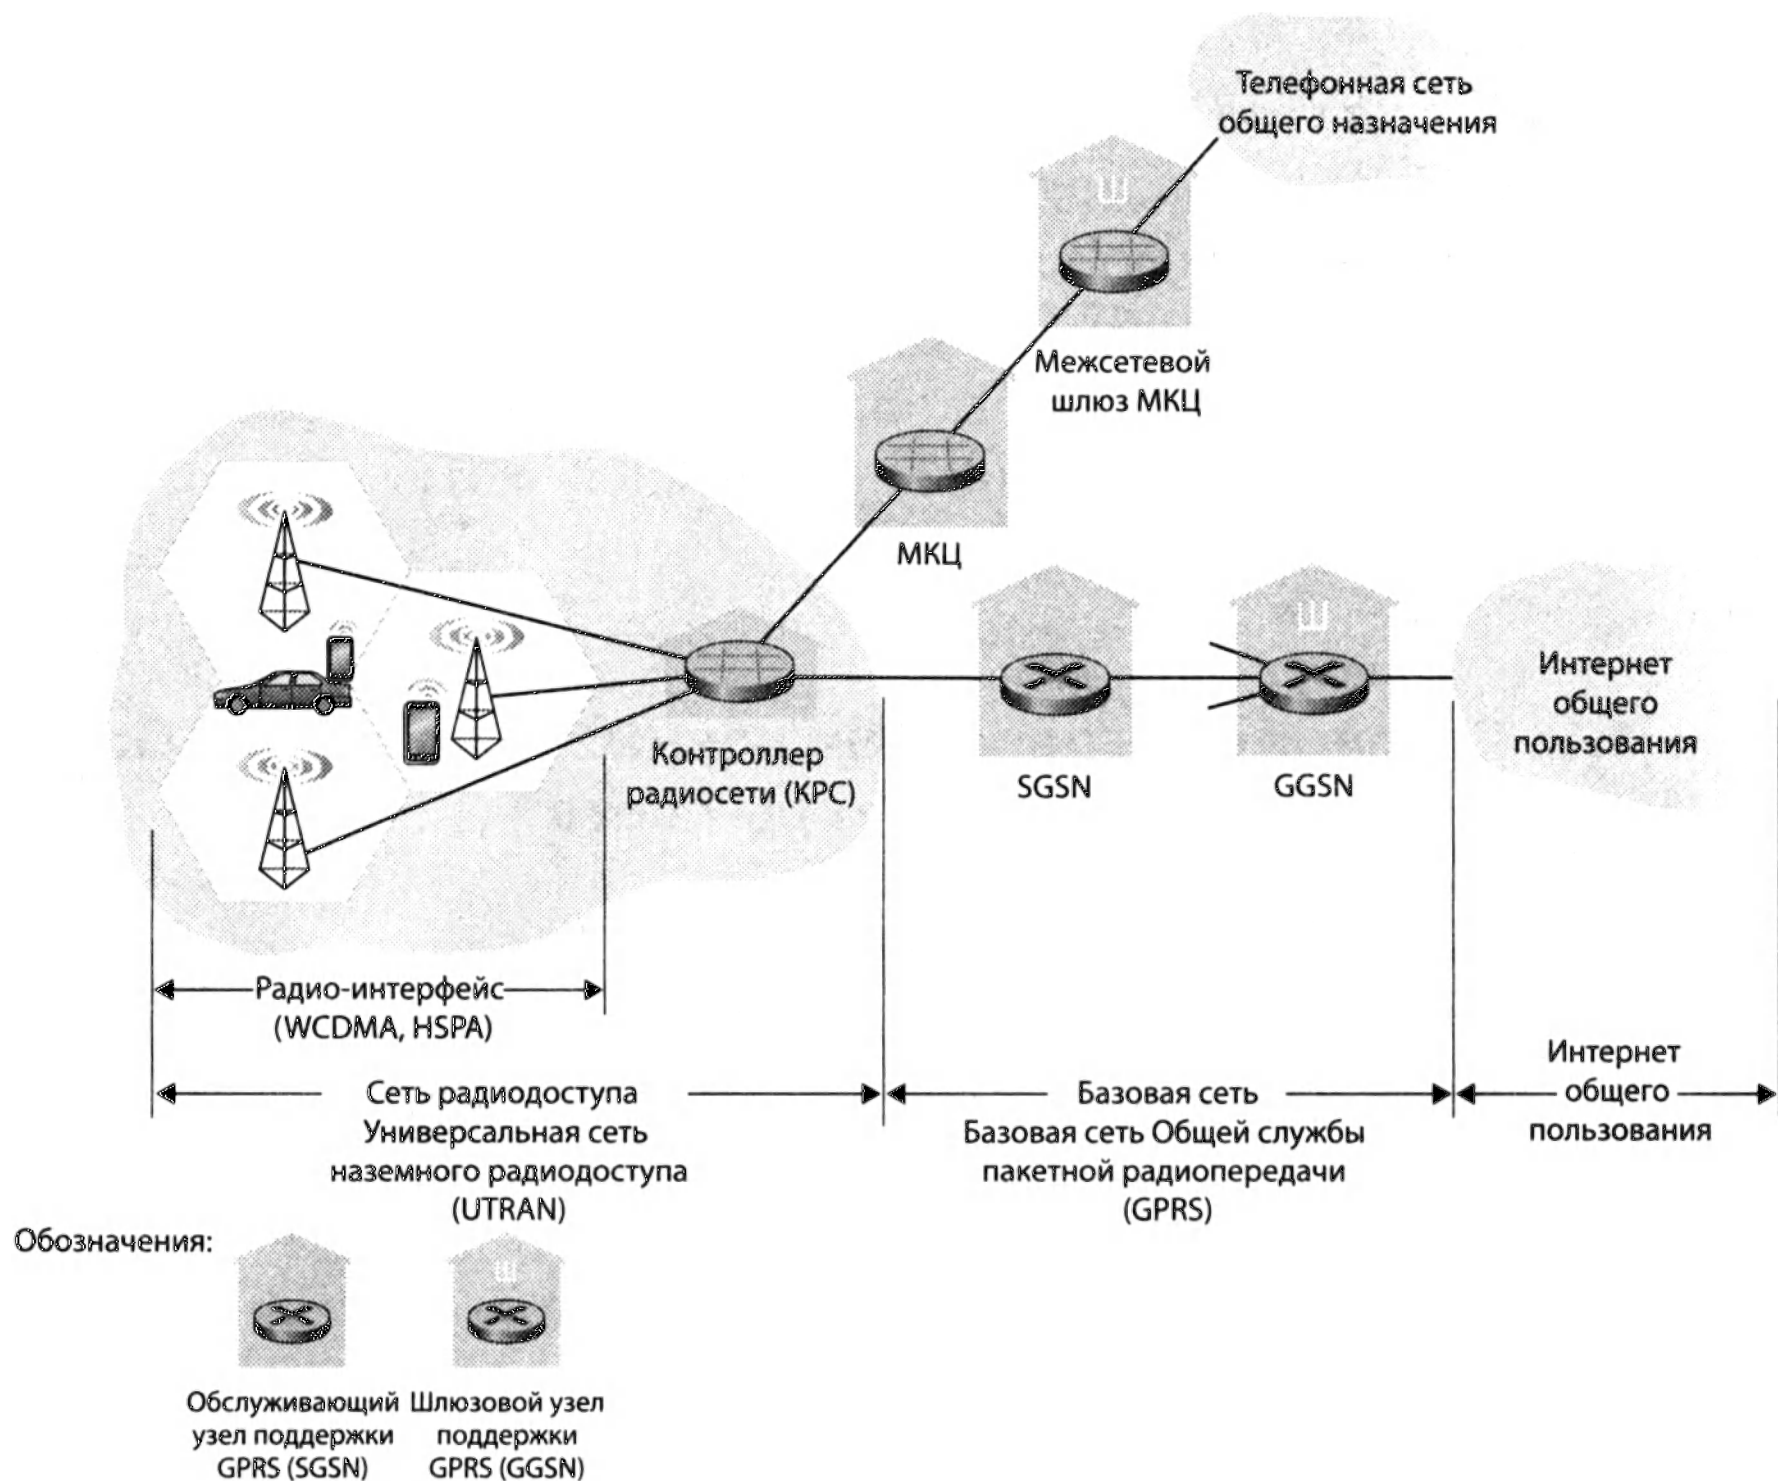 Телефонная сеть
общего назначения
Ш
Межсетевой
шлюз МКЦ
МКЦ
Ш
Контроллер
радиосети (КРС)
SGSN
GGSN
Интернет
общего
пользования
Радио-интерфейс
(WCDMA, HSPA)
Сеть радиодоступа
Универсальная сеть
наземного радиодоступа
(UTRAN)
Базовая сеть
Базовая сеть Общей службы
пакетной радиопередачи
(GPRS)
Интернет
общего
пользования
Обозначения:
Ш
Обслуживающий
узел поддержки
GPRS (SGSN)
Шлюзовой узел
поддержки
GPRS (GGSN)